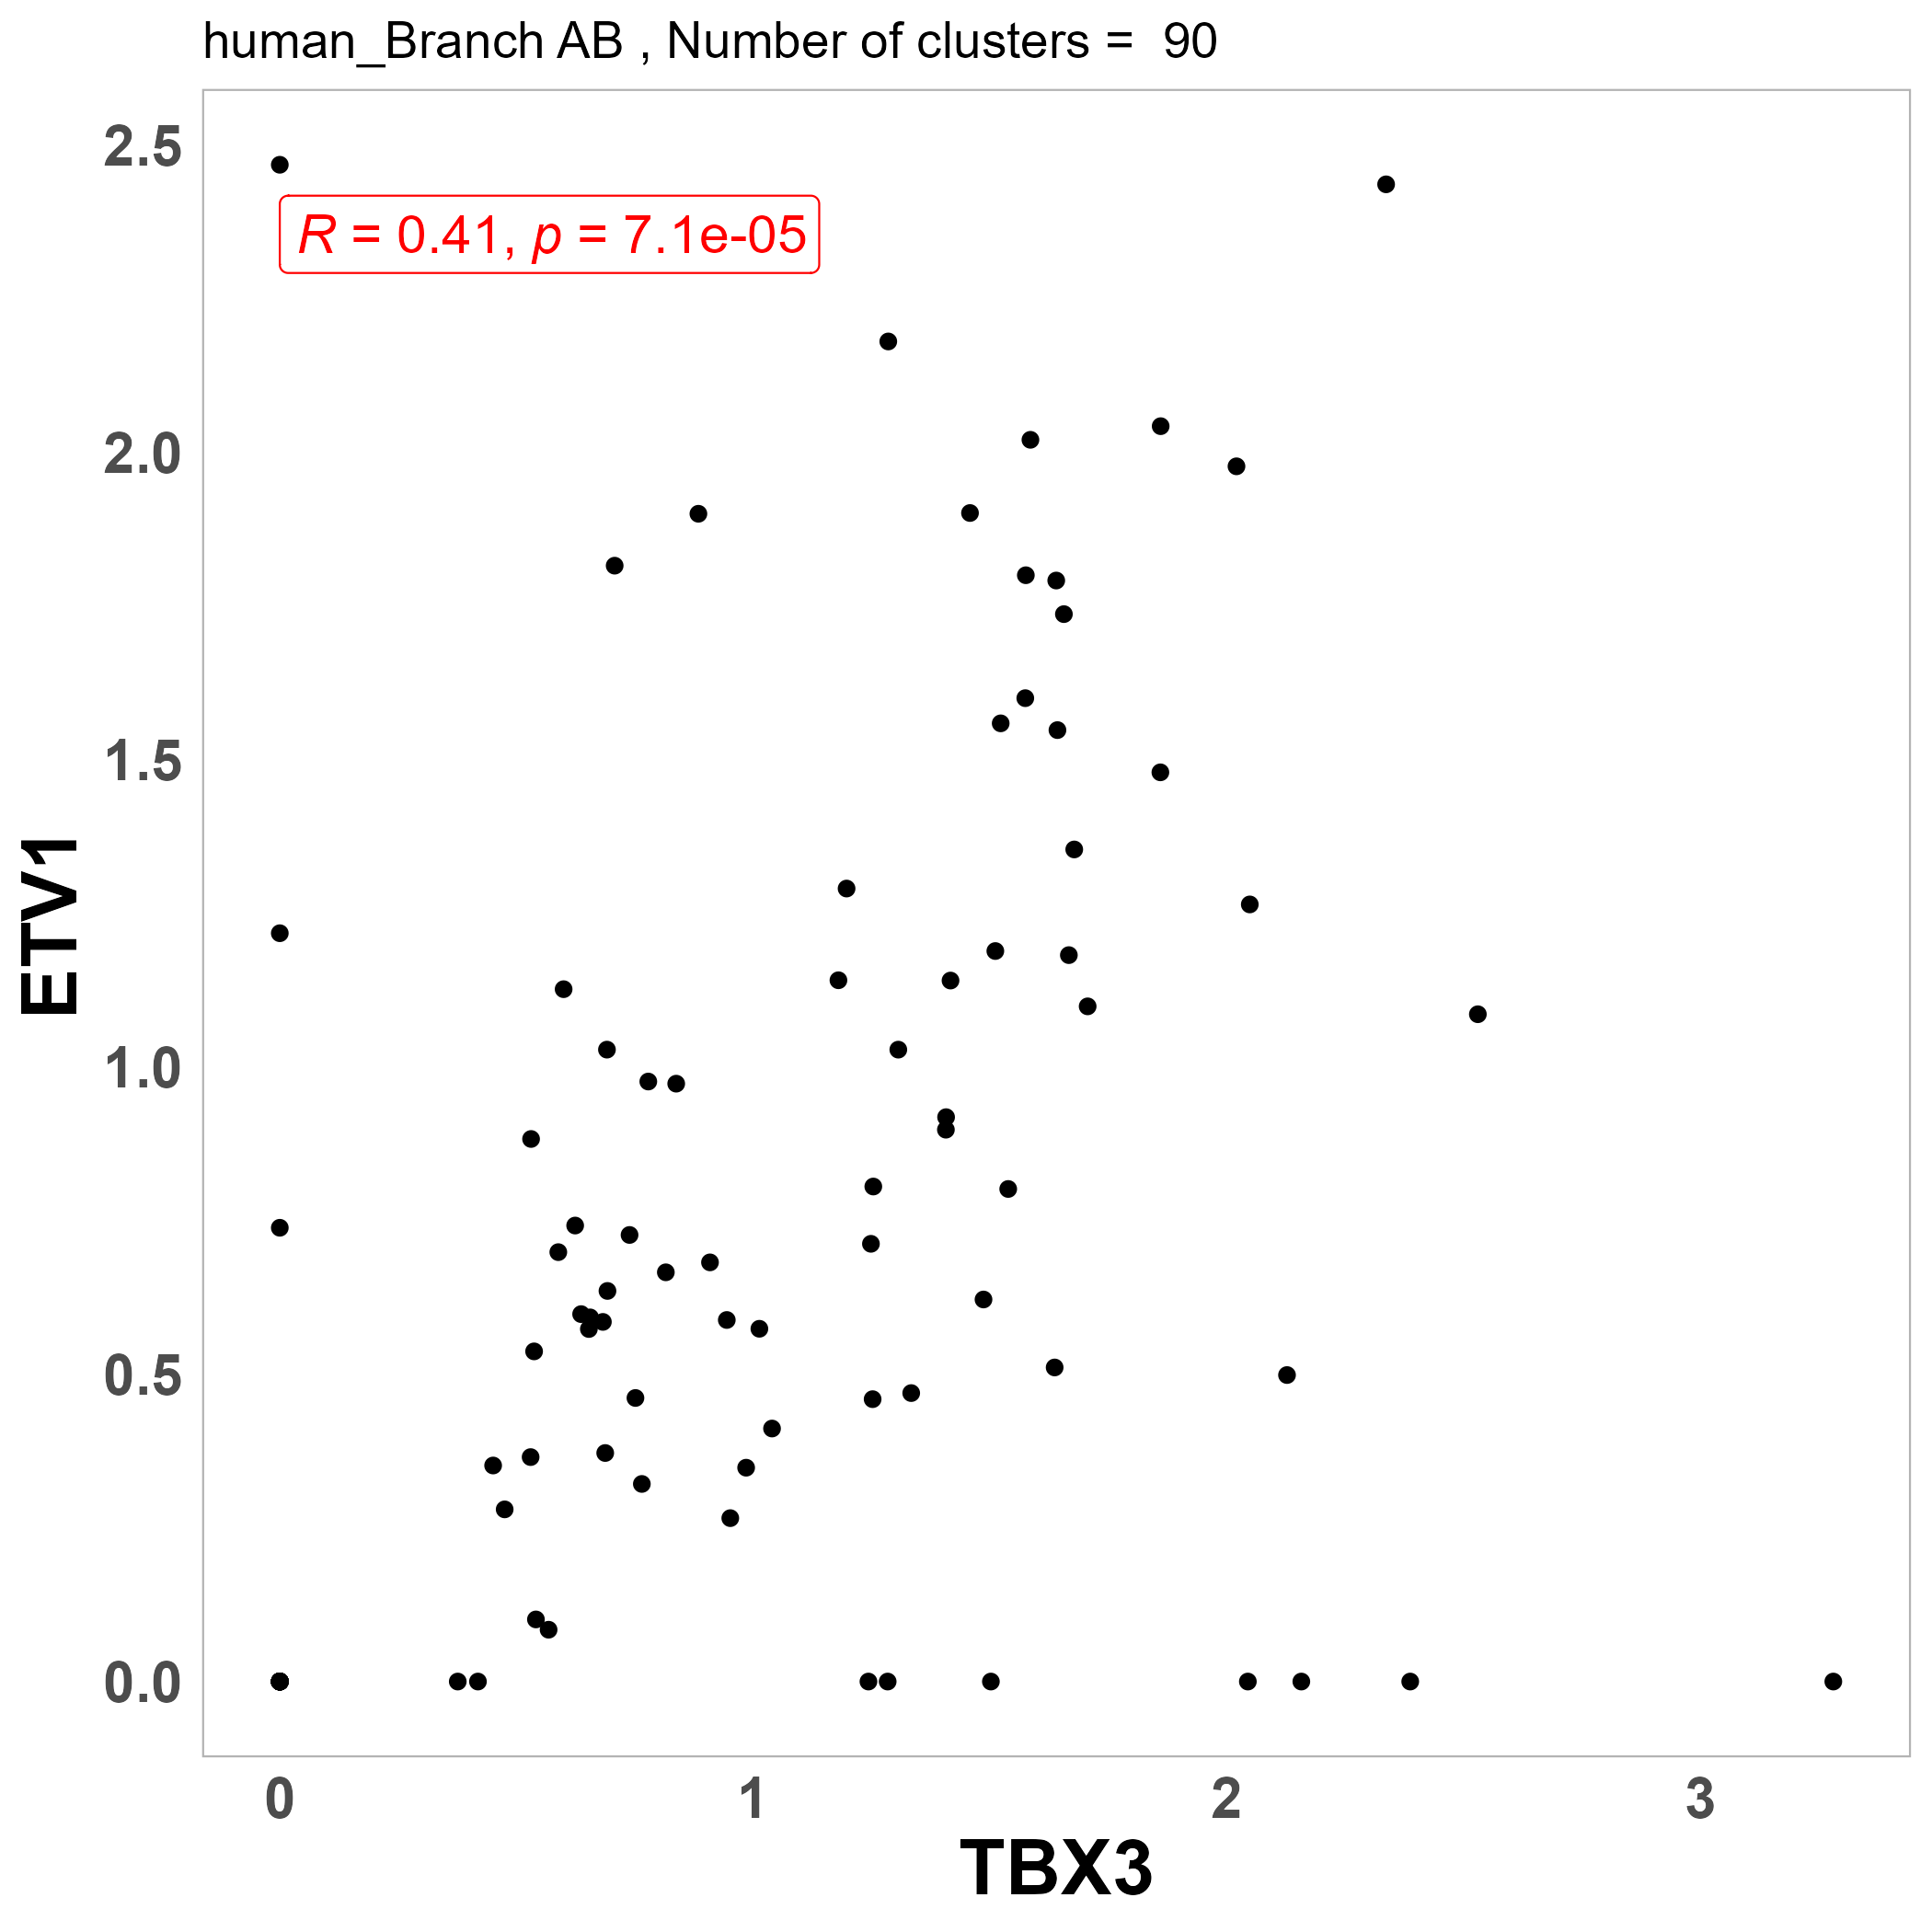 human_Branch AB , Number of clusters =  90
2.5
R = 0.41, p = 7.1e-05
2.0
1.5
ETV1
1.0
0.5
0.0
0 1 2 3
TBX3